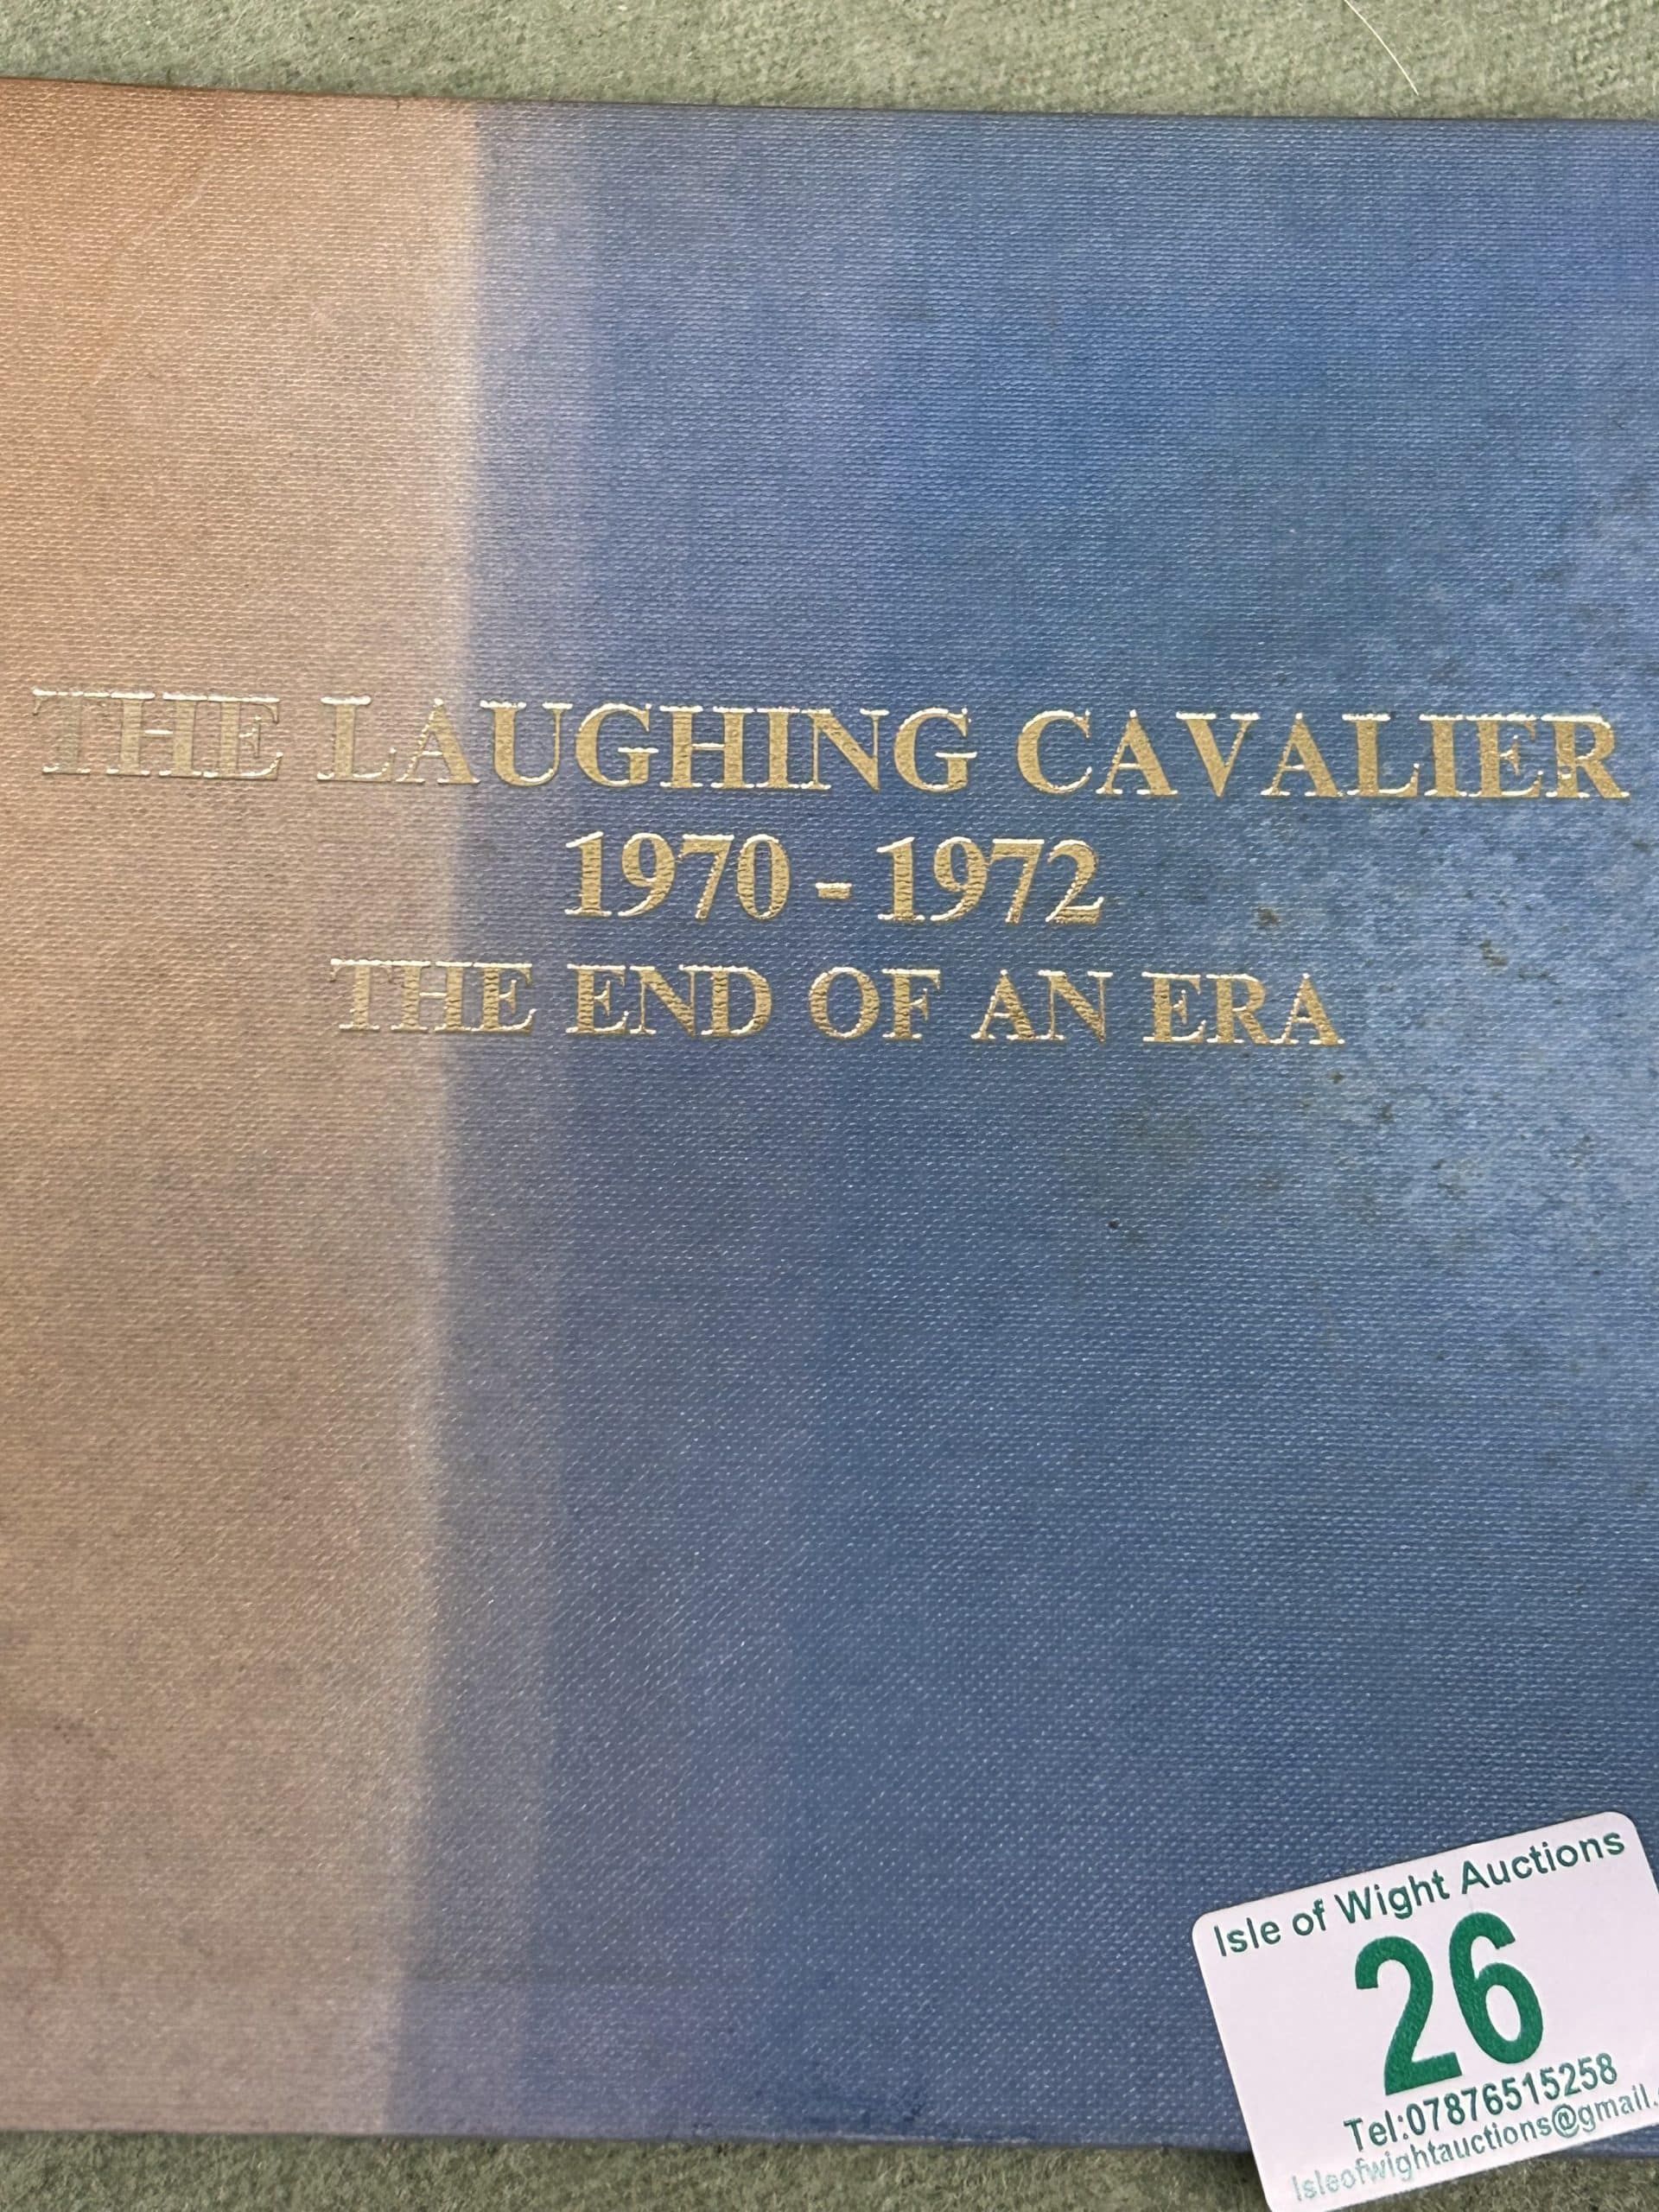 THE LAUGHING CAVALIER
1970 - 1972
THE END OF AN ERA
Isle of Wight Auctions
26
Tel:07876515258
Isleofwightauctions@gmail.